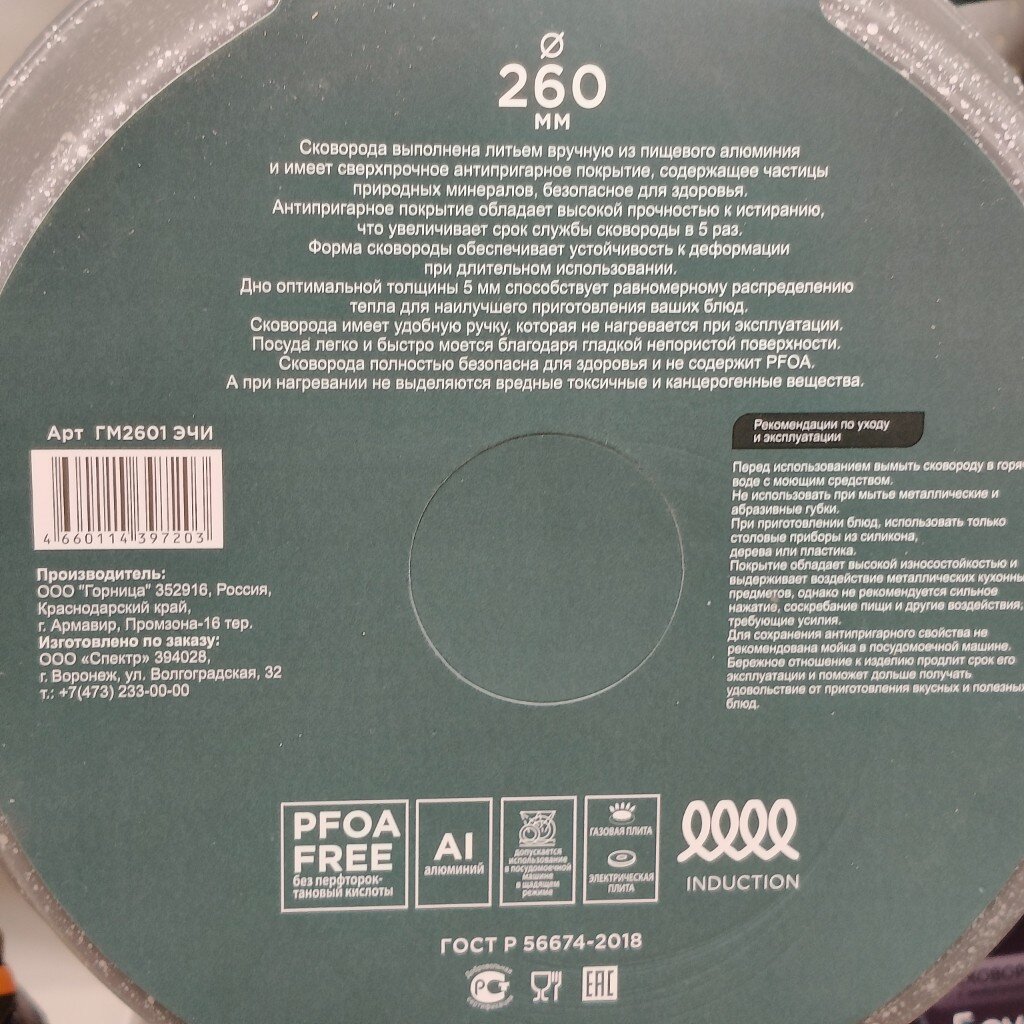 Ø
260
ММ
Сковорода выполнена литьем вручную из пищевого алюминия
и имеет сверхпрочное антипригарное покрытие, содержащее частицы
природных минералов, безопасное для здоровья.
Антипригарное покрытие обладает высокой прочностью к истиранию,
что увеличивает срок службы сковороды в 5 раз.
Форма сковороды обеспечивает устойчивость к деформации
при длительном использовании.
Дно оптимальной толщины 5 мм способствует равномерному распределению
тепла для наилучшего приготовления ваших блюд.
Сковорода имеет удобную ручку, которая не нагревается при эксплуатации.
Посуда легко и быстро моется благодаря гладкой непористой поверхности.
Сковорода полностью безопасна для здоровья и не содержит PFOA.
А при нагревании не выделяются вредные токсичные и канцерогенные вещества.
Арт ГМ2601 ЭЧИ
4 660114 397203
Производитель:
ООО "Горница" 352916, Россия,
Краснодарский край,
г. Армавир, Промзона-16 тер.
Изготовлено по заказу:
ООО «Спектр» 394028,
г. Воронеж, ул. Волгоградская, 32
т.: +7(473) 233-00-00
Рекомендации по уходу
и эксплуатации
Перед использованием вымыть сковороду в горя
воде с моющим средством.
Не использовать при мытье металлические и
абразивные губки.
При приготовлении блюд, использовать только
столовые приборы из силикона,
дерева или пластика.
Покрытие обладает высокой износостойкостью и
выдерживает воздействие металлических кухонны
предметов, однако не рекомендуется сильное
нажатие, соскребание пищи и другие воздействия,
требующие усилия.
Для сохранения антипригарного свойства не
рекомендована мойка в посудомоечной машине.
Бережное отношение к изделию продлит срок его
эксплуатации и поможет дольше получать
удовольствие от приготовления вкусных и полезных
блюд.
PFOA
FREE
без перфторок-
тановый кислоты
Al
алюминий
допускается
использование
в посудомоечной
машине
в щадящем
режиме
ГАЗОВАЯ ПЛИТА
ЭЛЕКТРИЧЕСКАЯ
ПЛИТА
INDUCTION
ГОСТ Р 56674-2018
Добровольная
РСТ
сертификация
EAC